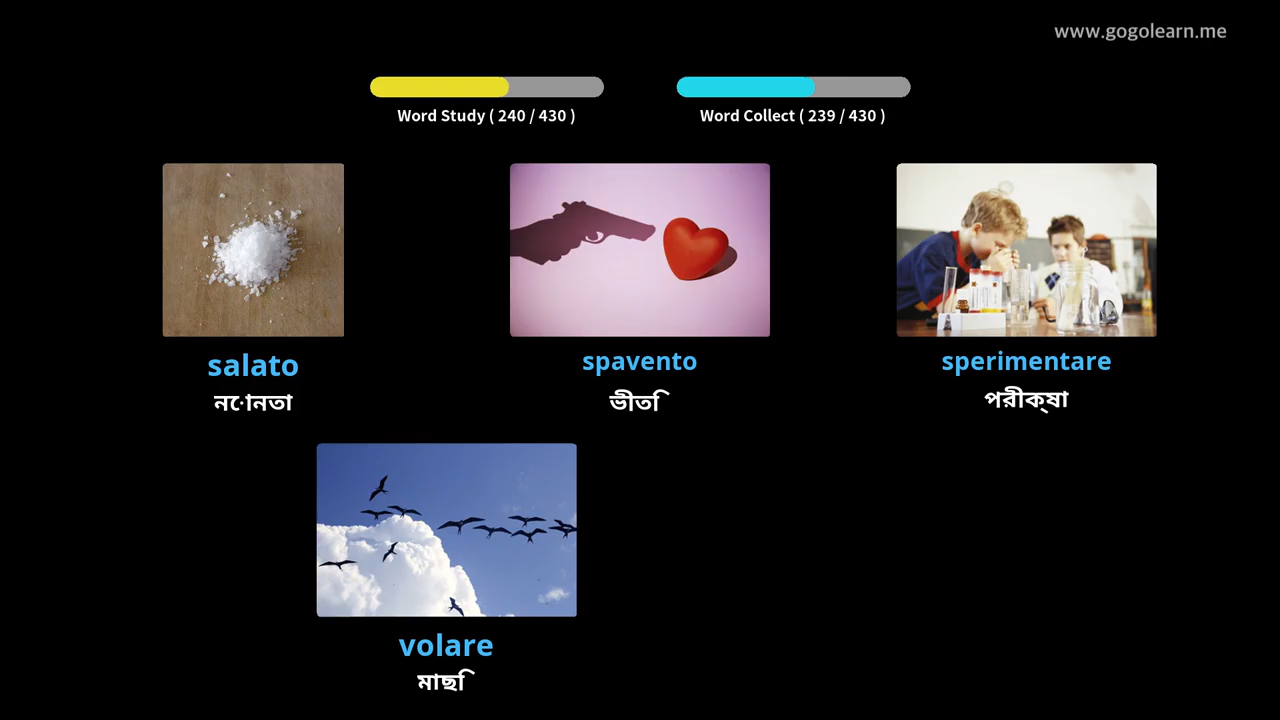 www.gogolearn.me
Word Study ( 240 / 430 )
Word Collect ( 239 / 430 )
salato
নোনতা
spavento
ভীতি
sperimentare
পরীক্ষা
volare
মাছি